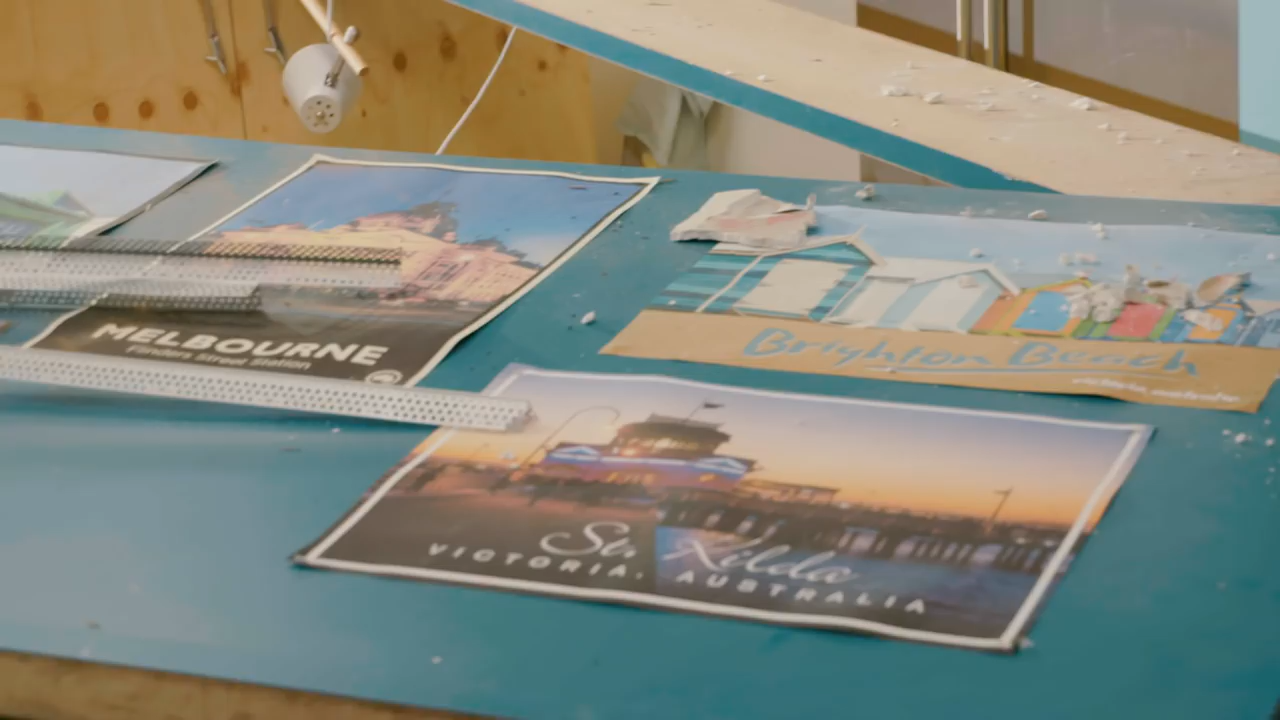 MELBOURNE
Flinders Street Station
Brighton Beach
St. Kilda
VICTORIA, AUSTRALIA